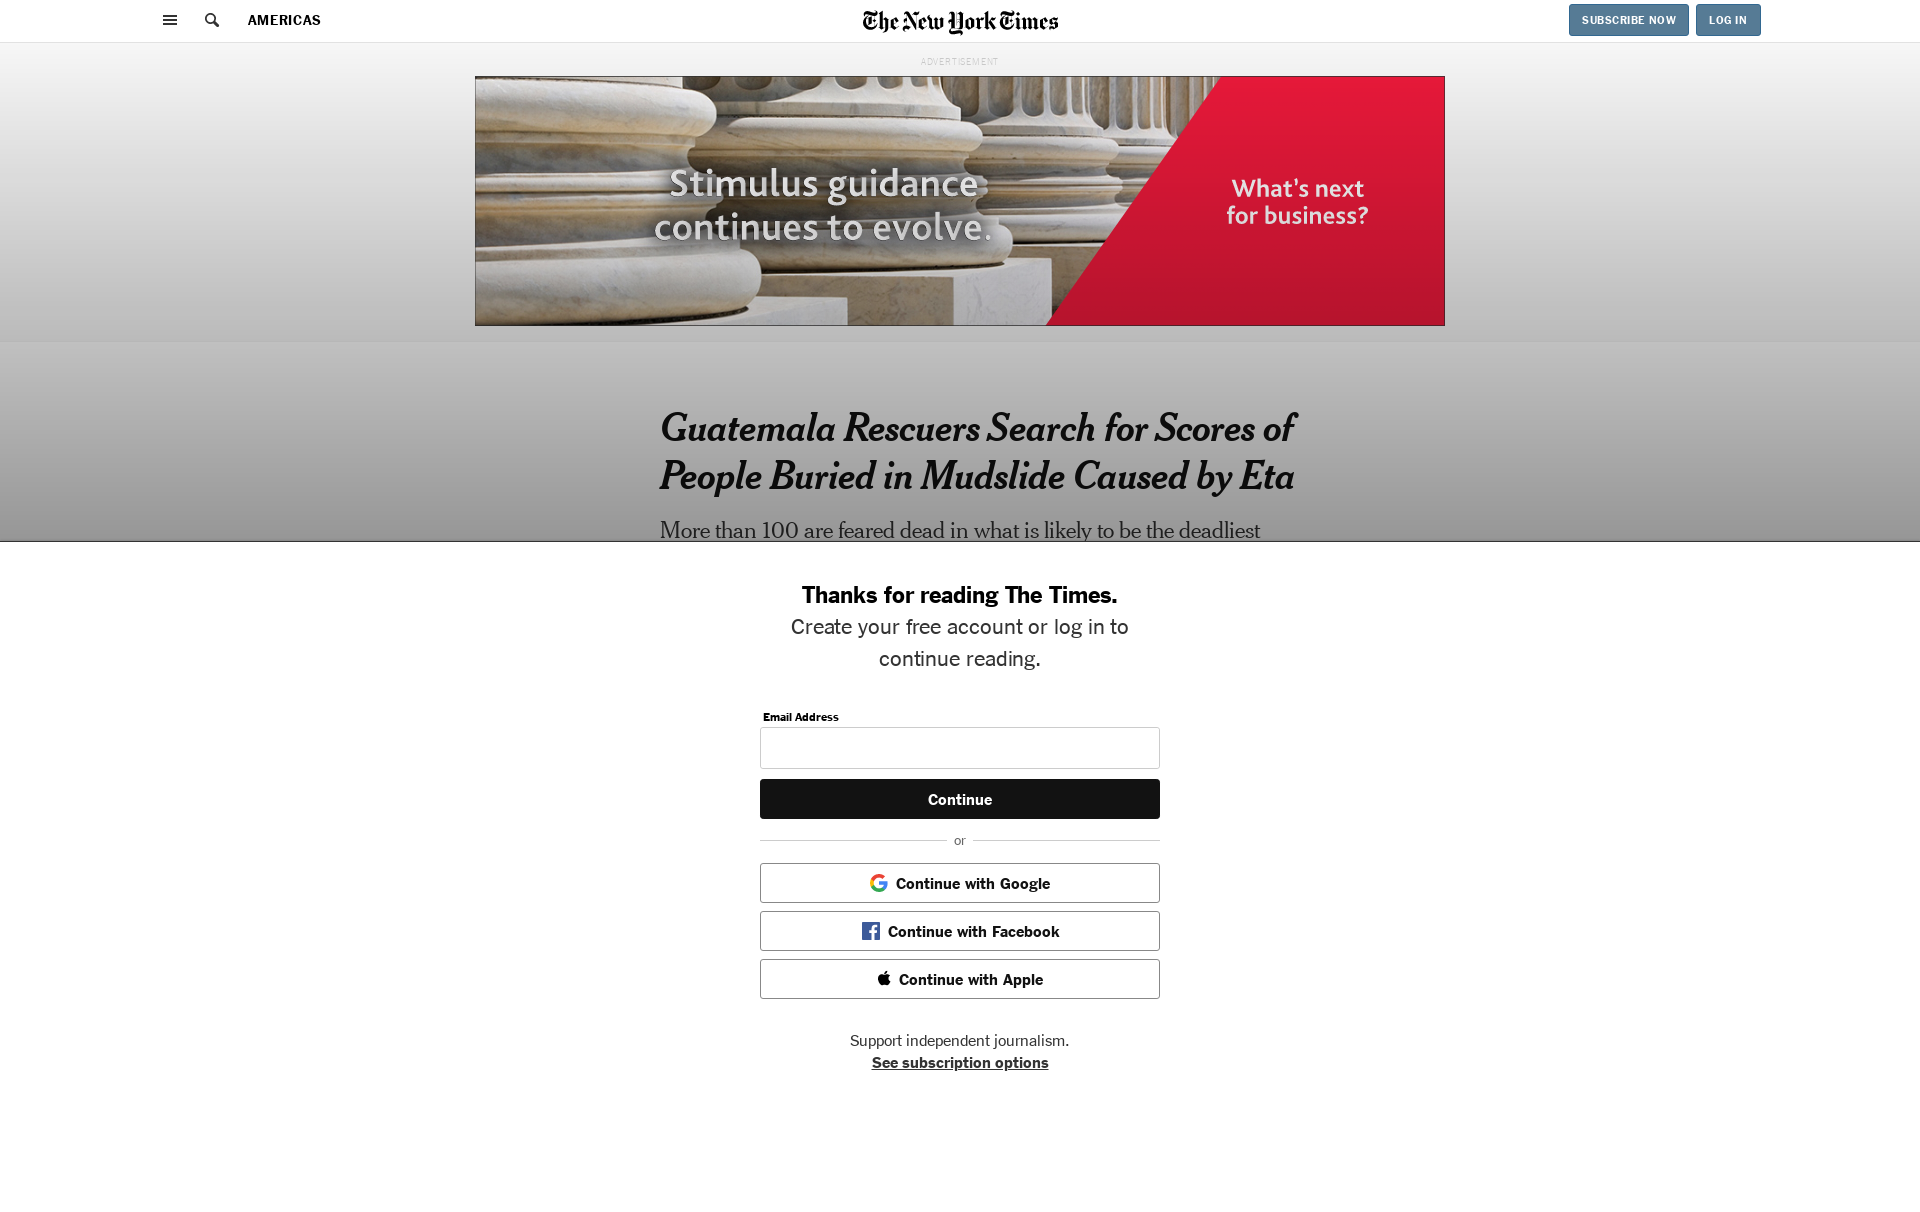 AMERICAS
The New York Times
SUBSCRIBE NOW
LOG IN
ADVERTISEMENT
Stimulus guidance
continues to evolve.
What's next
for business?
Guatemala Rescuers Search for Scores of
People Buried in Mudslide Caused by Eta
More than 100 are feared dead in what is likely to be the deadliest
Thanks for reading The Times.
Create your free account or log in to
continue reading.
Email Address
Continue
or
Continue with Google
Continue with Facebook
Continue with Apple
Support independent journalism.
See subscription options